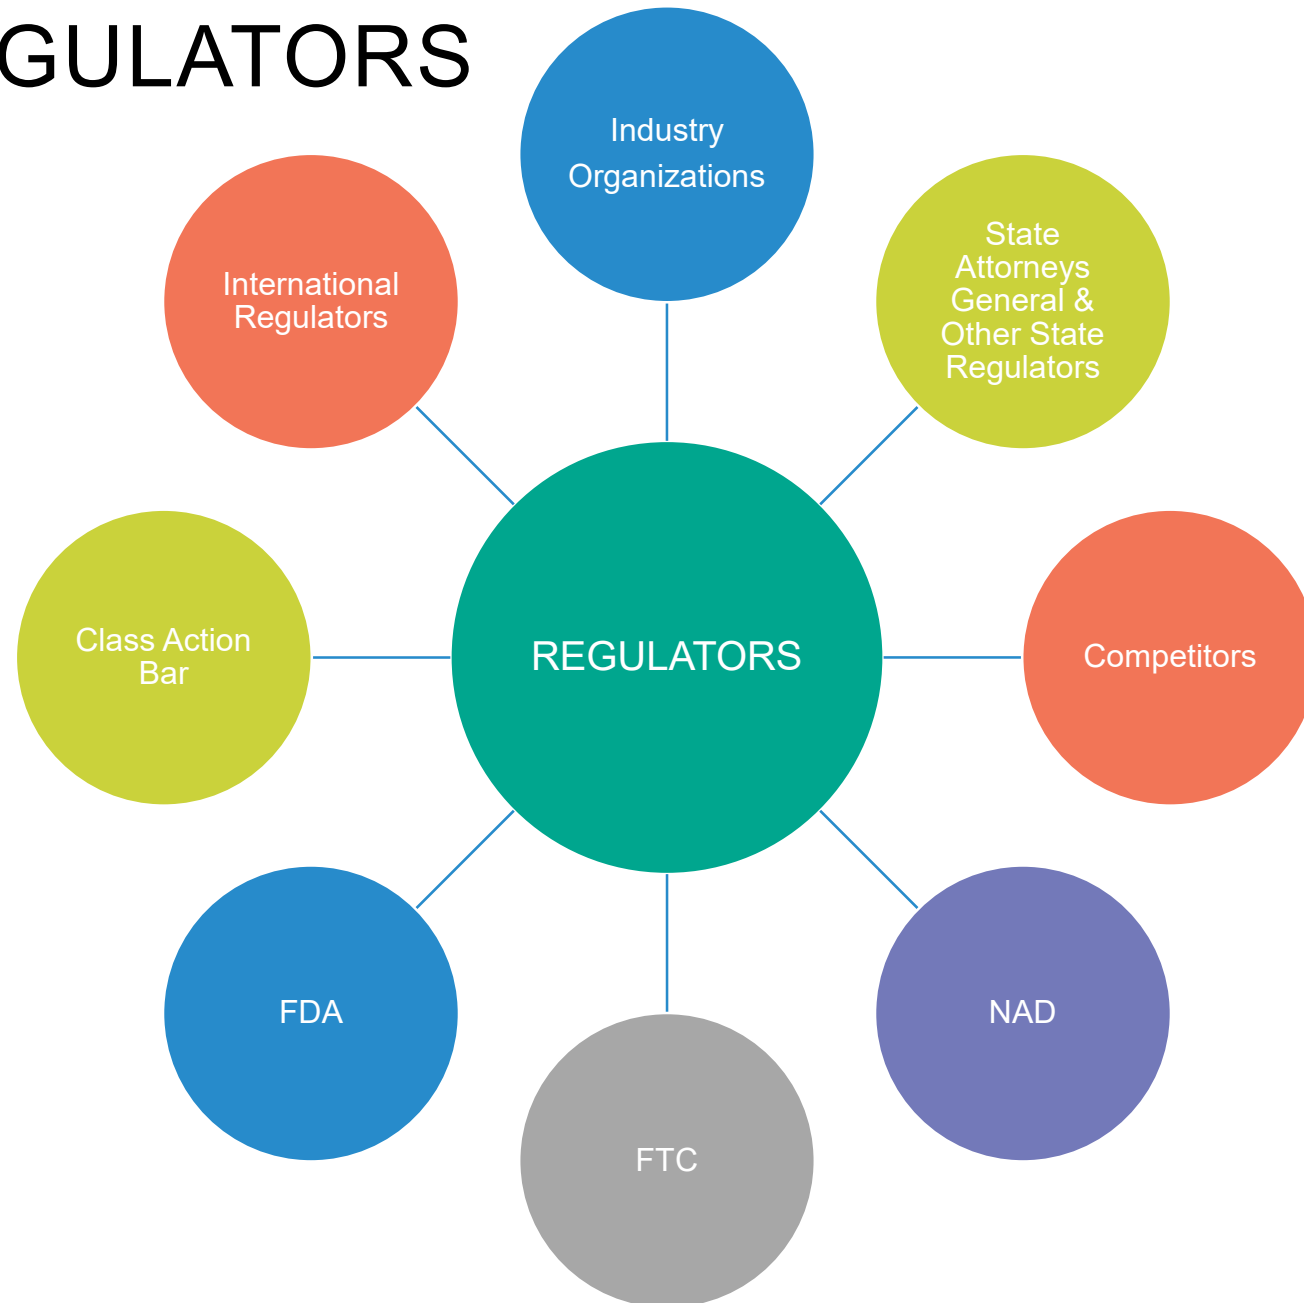 GULATORS
Industry
Organizations
State
Attorneys
General &
Other State
Regulators
International
Regulators
Class Action
Bar
REGULATORS
Competitors
FDA
NAD
FTC